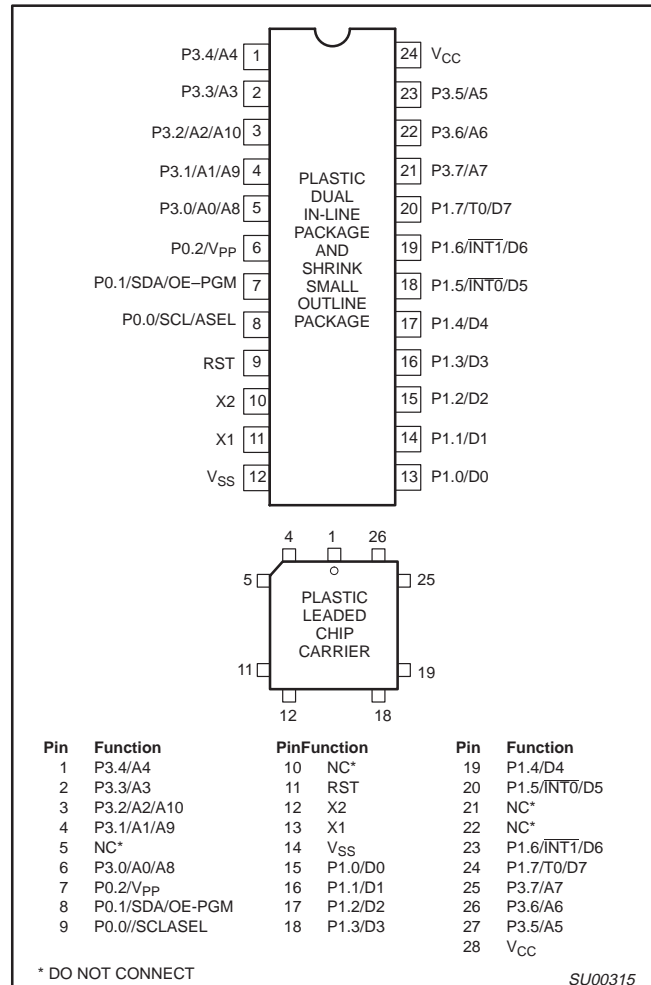 P3.4/A4 1 24 VCC
P3.3/A3 2 23 P3.5/A5
P3.2/A2/A10 3 22 P3.6/A6
P3.1/A1/A9 4 21 P3.7/A7
P3.0/A0/A8 5 20 P1.7/T0/D7
P0.2/VPP 6 19 P1.6/INT1/D6
P0.1/SDA/OE–PGM 7 18 P1.5/INT0/D5
P0.0/SCL/ASEL 8 17 P1.4/D4
RST 9 16 P1.3/D3
X2 10 15 P1.2/D2
X1 11 14 P1.1/D1
VSS 12 13 P1.0/D0
PLASTIC
DUAL
IN-LINE
PACKAGE
AND
SHRINK
SMALL
OUTLINE
PACKAGE
4 1 26
5 25
PLASTIC
LEADED
CHIP
CARRIER
11 19
12 18
Pin Function PinFunction Pin Function
1 P3.4/A4 10 NC* 19 P1.4/D4
2 P3.3/A3 11 RST 20 P1.5/INT0/D5
3 P3.2/A2/A10 12 X2 21 NC*
4 P3.1/A1/A9 13 X1 22 NC*
5 NC* 14 VSS 23 P1.6/INT1/D6
6 P3.0/A0/A8 15 P1.0/D0 24 P1.7/T0/D7
7 P0.2/VPP 16 P1.1/D1 25 P3.7/A7
8 P0.1/SDA/OE-PGM 17 P1.2/D2 26 P3.6/A6
9 P0.0//SCLASEL 18 P1.3/D3 27 P3.5/A5
28 VCC
* DO NOT CONNECT
SU00315